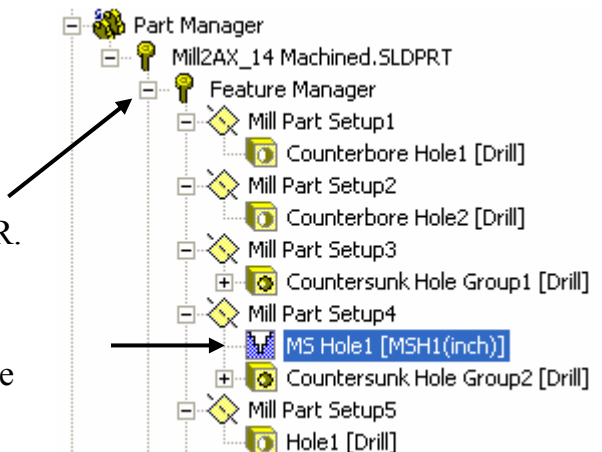 Part Manager
Mill2AX_14 Machined.SLDPRT
Feature Manager
Mill Part Setup1
Counterbore Hole1 [Drill]
Mill Part Setup2
Counterbore Hole2 [Drill]
R.
Mill Part Setup3
Countersunk Hole Group1 [Drill]
Mill Part Setup4
MS Hole1 [MSH1(inch)]
e
Countersunk Hole Group2 [Drill]
Mill Part Setup5
Hole1 [Drill]